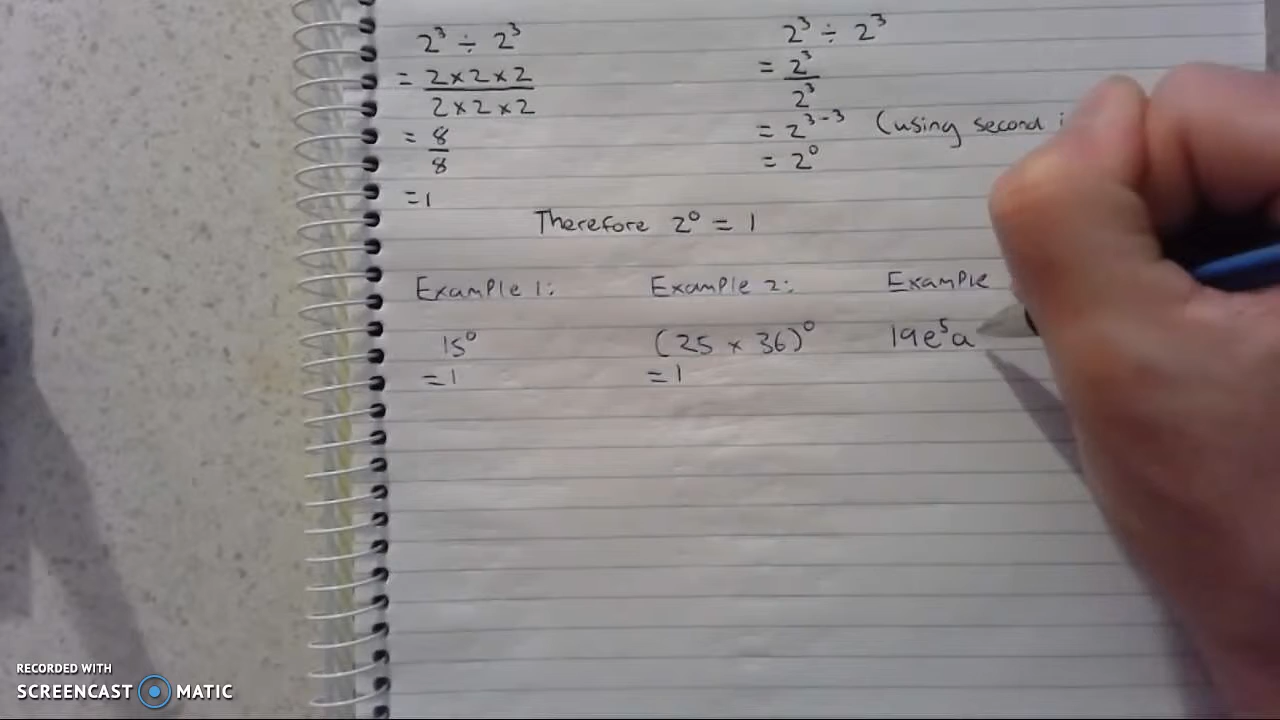 2³ ÷ 2³
= 2 × 2 × 2
2 × 2 × 2
= 8
8
= 1
2³ ÷ 2³
= 2³
2³
= 2³⁻³ (using second
= 2⁰
Therefore 2⁰ = 1
Example 1:
15⁰
= 1
Example 2:
(25 × 36)⁰
= 1
Example
19e⁵a
RECORDED WITH
SCREENCAST MATIC